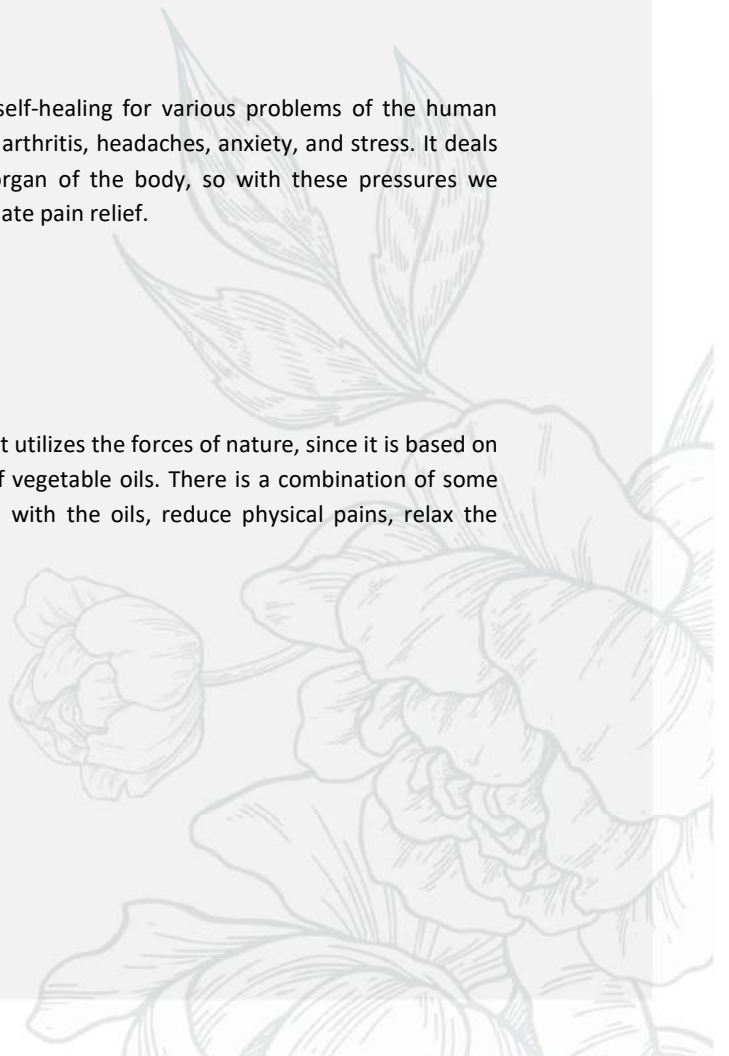 self-healing for various problems of the human
arthritis, headaches, anxiety, and stress. It deals
organ of the body, so with these pressures we
ate pain relief.
t utilizes the forces of nature, since it is based on
f vegetable oils. There is a combination of some
with the oils, reduce physical pains, relax the